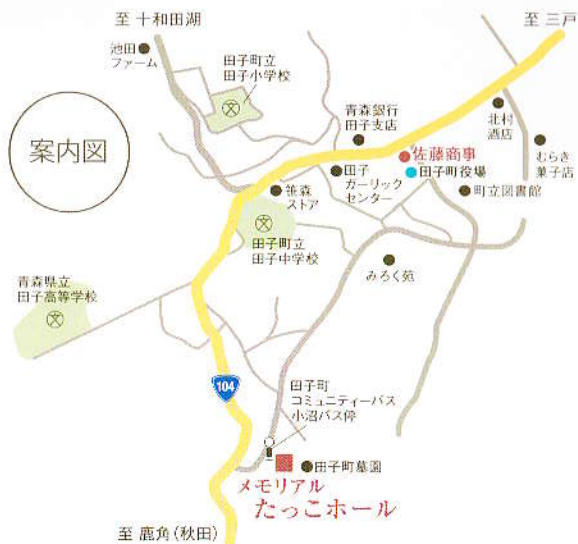 至 十和田湖
至 三戸
池田
ファーム
田子町立
田子小学校
案内図
青森銀行
田子支店
北村
酒店
佐藤商事
田子町役場
むらき
菓子店
田子
ガーリック
センター
町立図書館
笹森
ストア
田子町立
田子中学校
みろく苑
青森県立
田子高等学校
文
文
文
104
田子町
コミュニティーバス
小沼バス停
田子町墓園
メモリアル
たっこホール
至 鹿角(秋田)